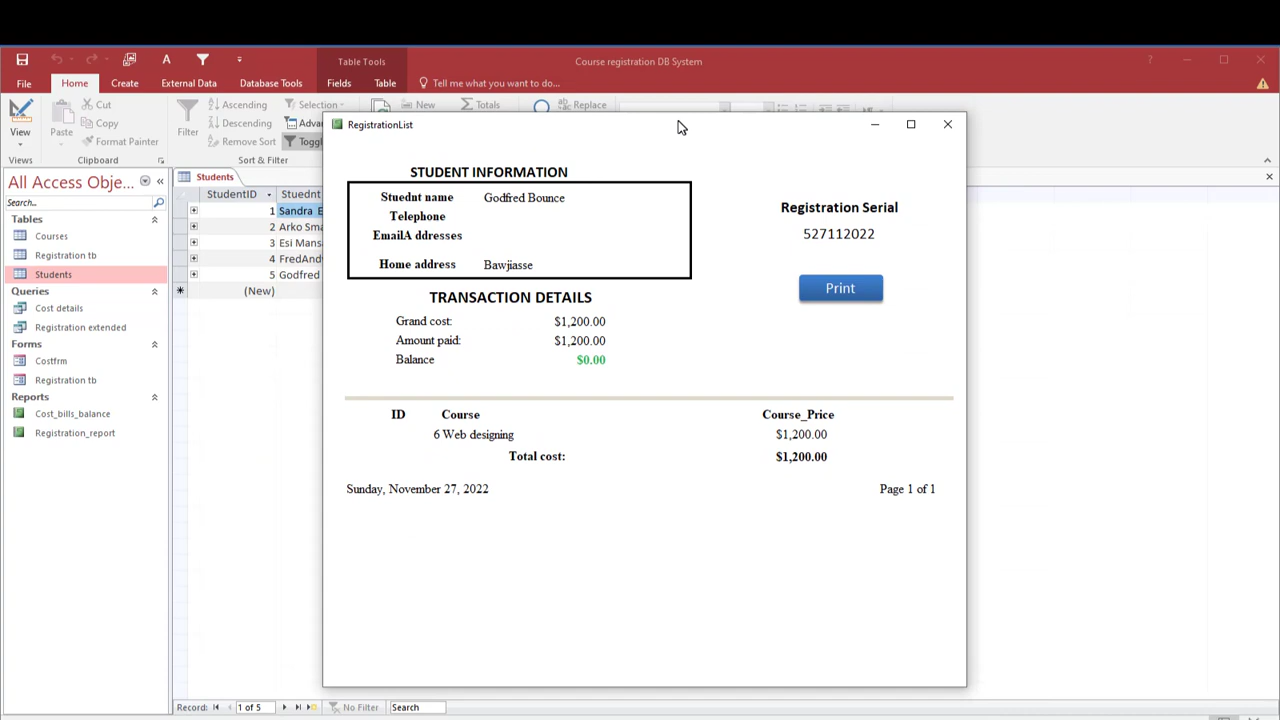 Table Tools
Course registration DB System
File Home Create External Data Database Tools Fields Table Tell me what you want to do...
View
Views
Paste
Cut
Copy
Format Painter
Clipboard
Filter
Ascending
Descending
Remove Sort
Selection
Toggl
Sort & Filter
New
Totals
Replace
All Access Obje...
Search...
Tables
Courses
Registration tb
Students
Queries
Cost details
Registration extended
Forms
Costfrm
Registration tb
Reports
Cost_bills_balance
Registration_report
Students
StudentID Stuednt
1 Sandra
2 Arko Sma
3 Esi Mansa
4 FredAnd
5 Godfred
(New)
RegistrationList
STUDENT INFORMATION
Stuednt name Godfred Bounce
Telephone
EmailA ddresses
Home address Bawjiasse
Registration Serial
527112022
Print
TRANSACTION DETAILS
Grand cost: $1,200.00
Amount paid: $1,200.00
Balance $0.00
ID Course Course_Price
6 Web designing $1,200.00
Total cost: $1,200.00
Sunday, November 27, 2022 Page 1 of 1
Record: 1 of 5 No Filter Search